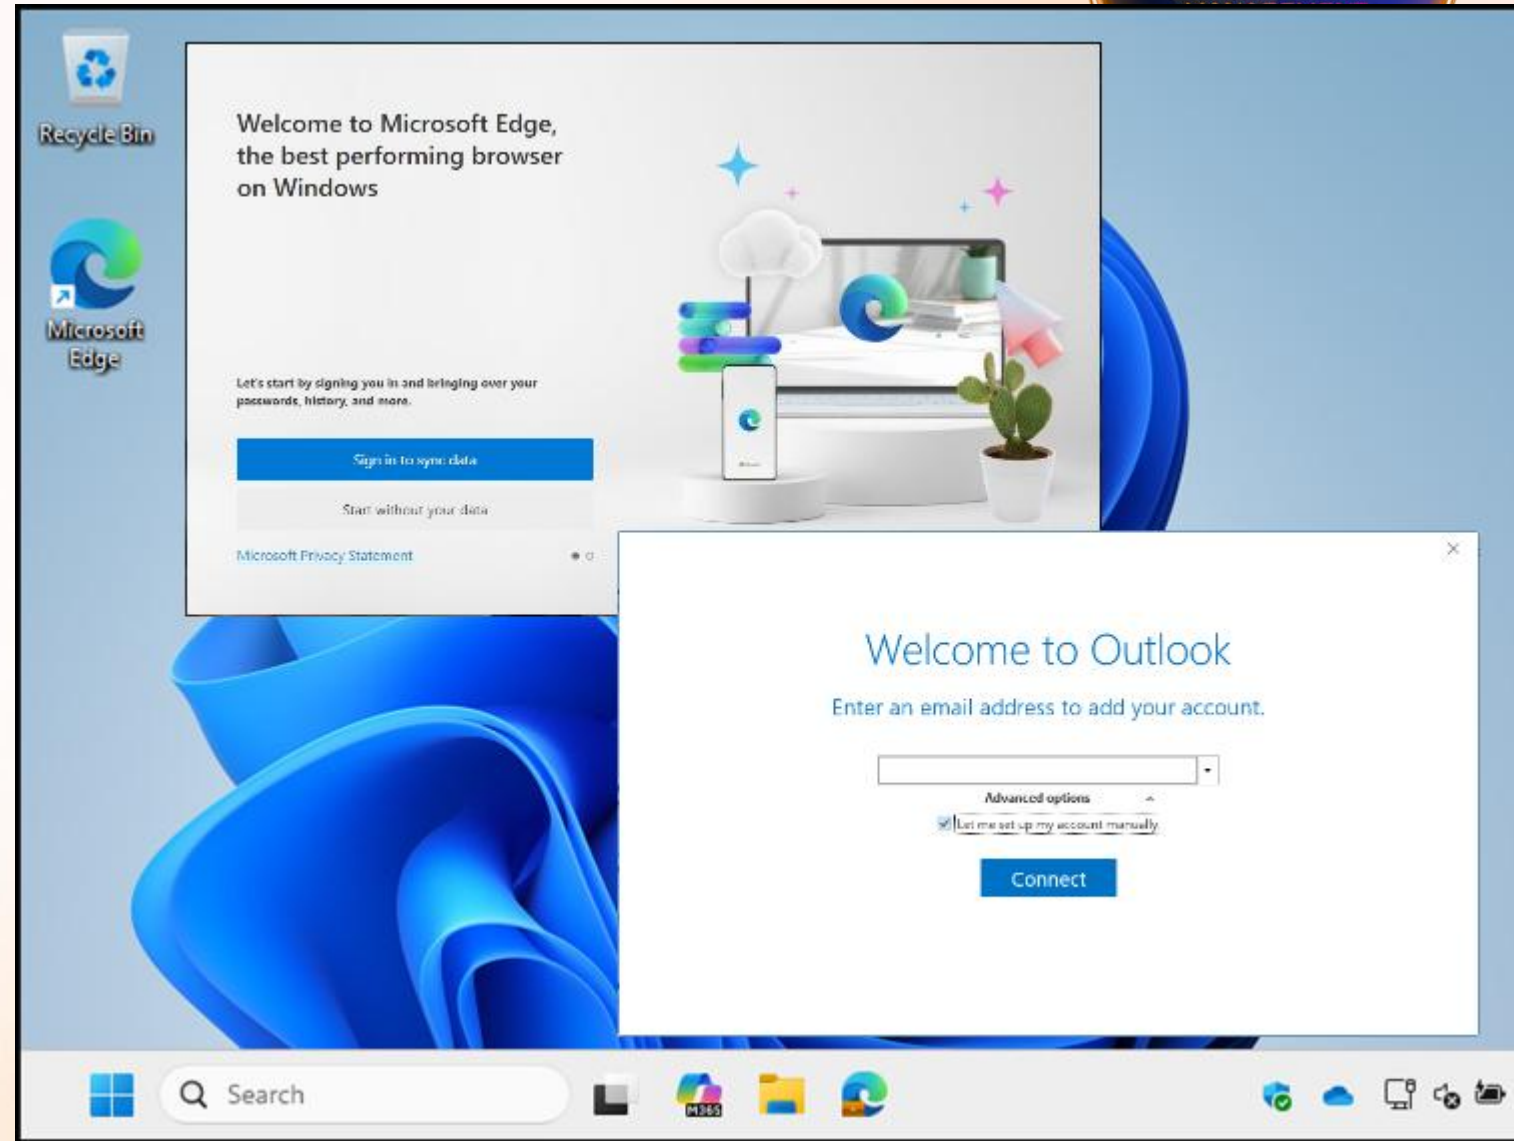 Recycle Bin
Microsoft
Edge
Welcome to Microsoft Edge,
the best performing browser
on Windows
Let's start by signing you in and bringing over your
passwords, history, and more.
Sign in to sync data
Start without your data
Microsoft Privacy Statement
Welcome to Outlook
Enter an email address to add your account.
Advanced options
Let me set up my account manually
Connect
Search
M365